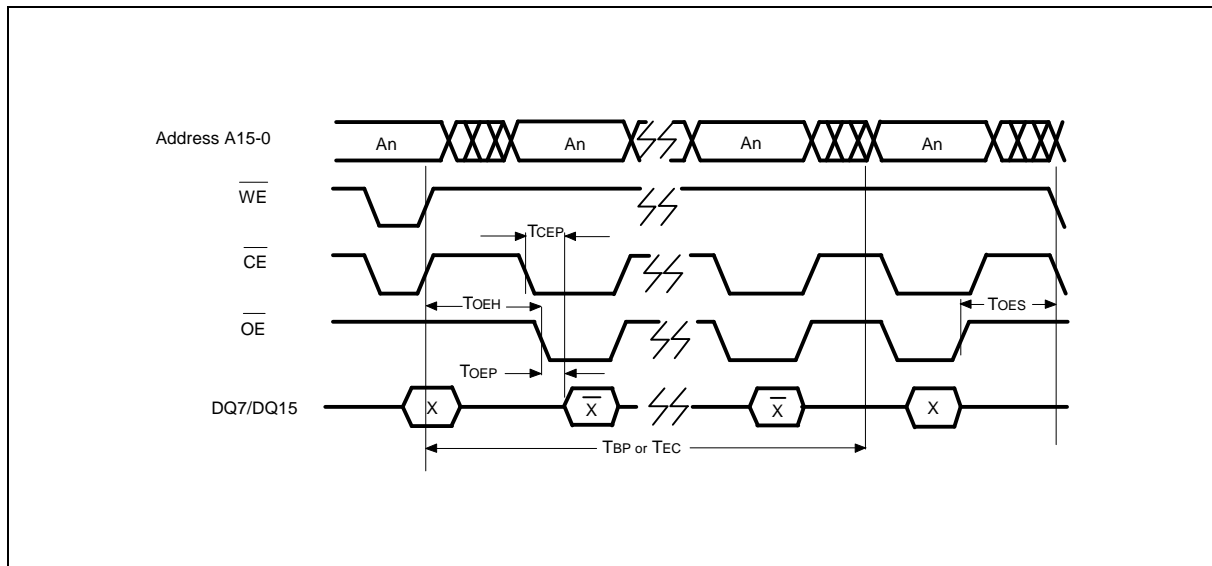 Address A15-0
An
An
An
An
WE
TCEP
CE
TOEH
TOES
OE
TOEP
DQ7/DQ15
X
X
X
X
TBP or TEC